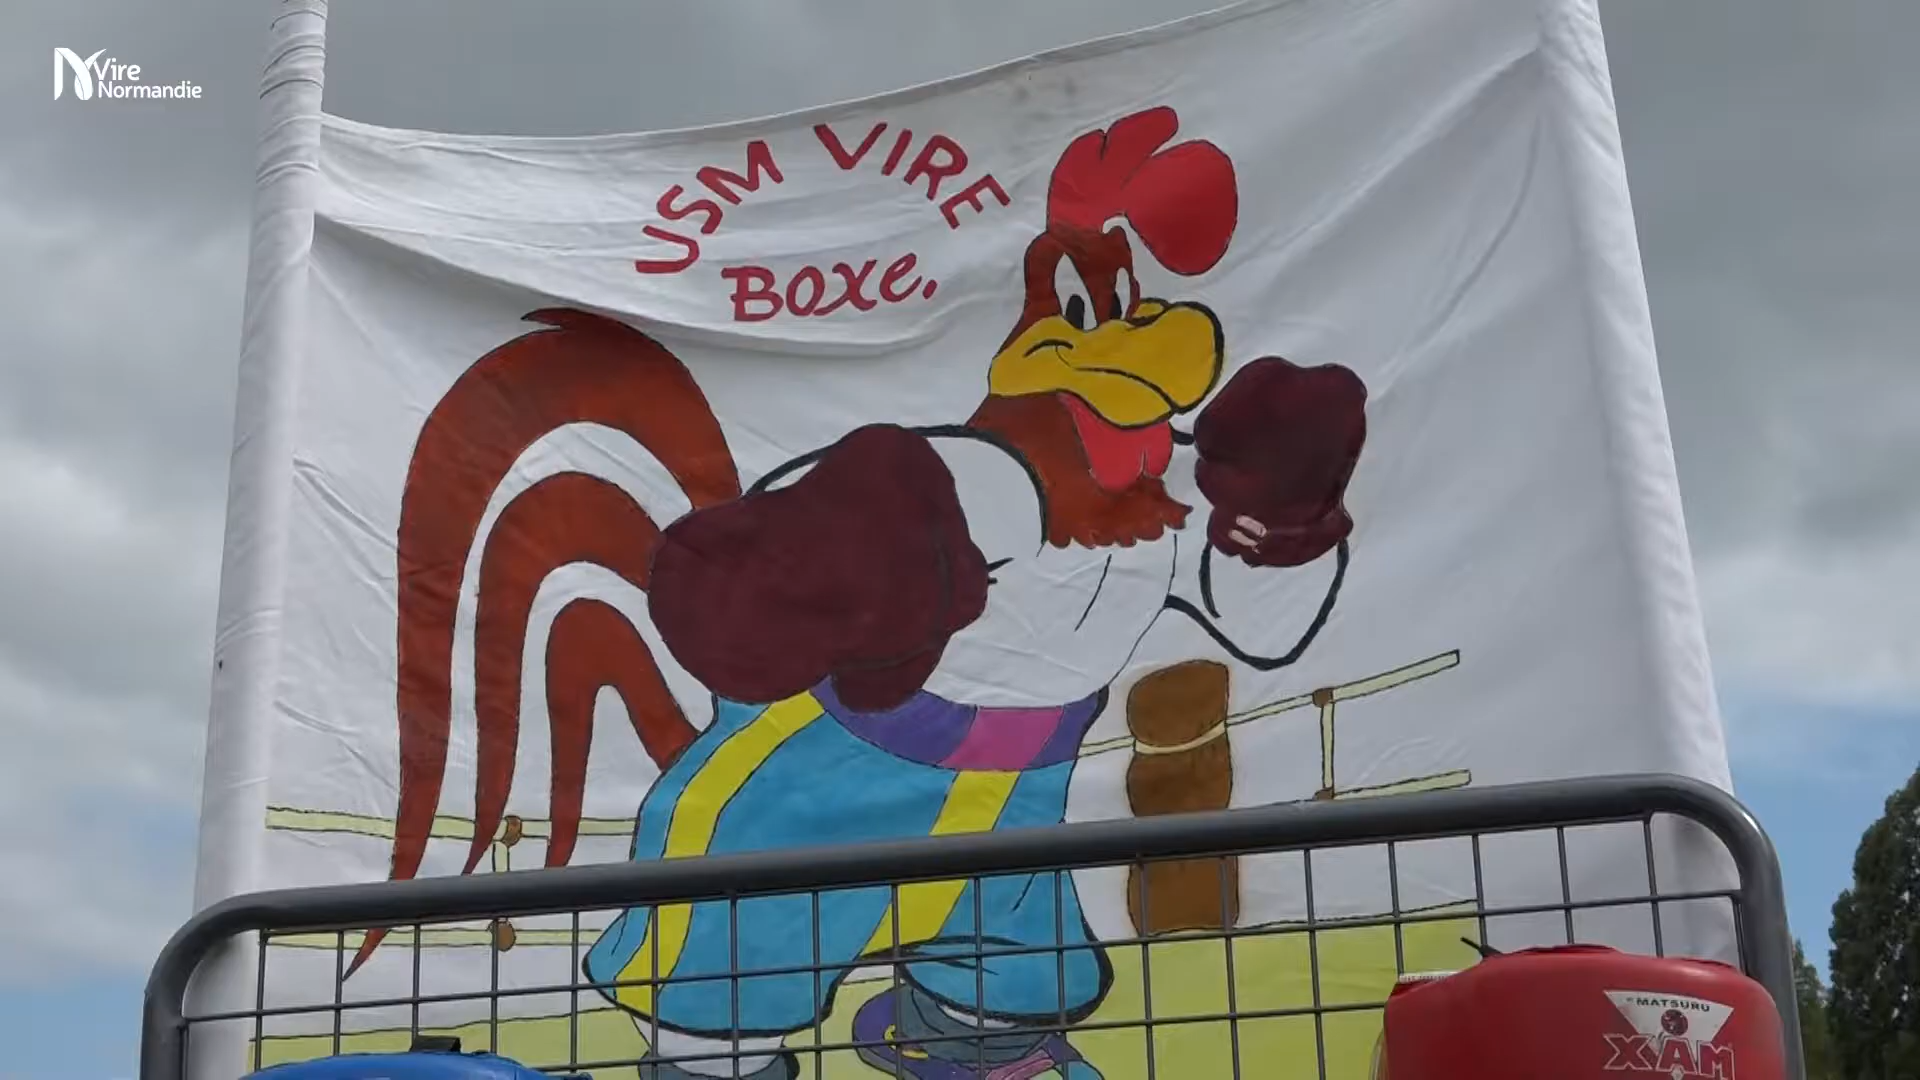 Vire
Normandie
USM VIRE
BOXE.
MATSURU
XAM